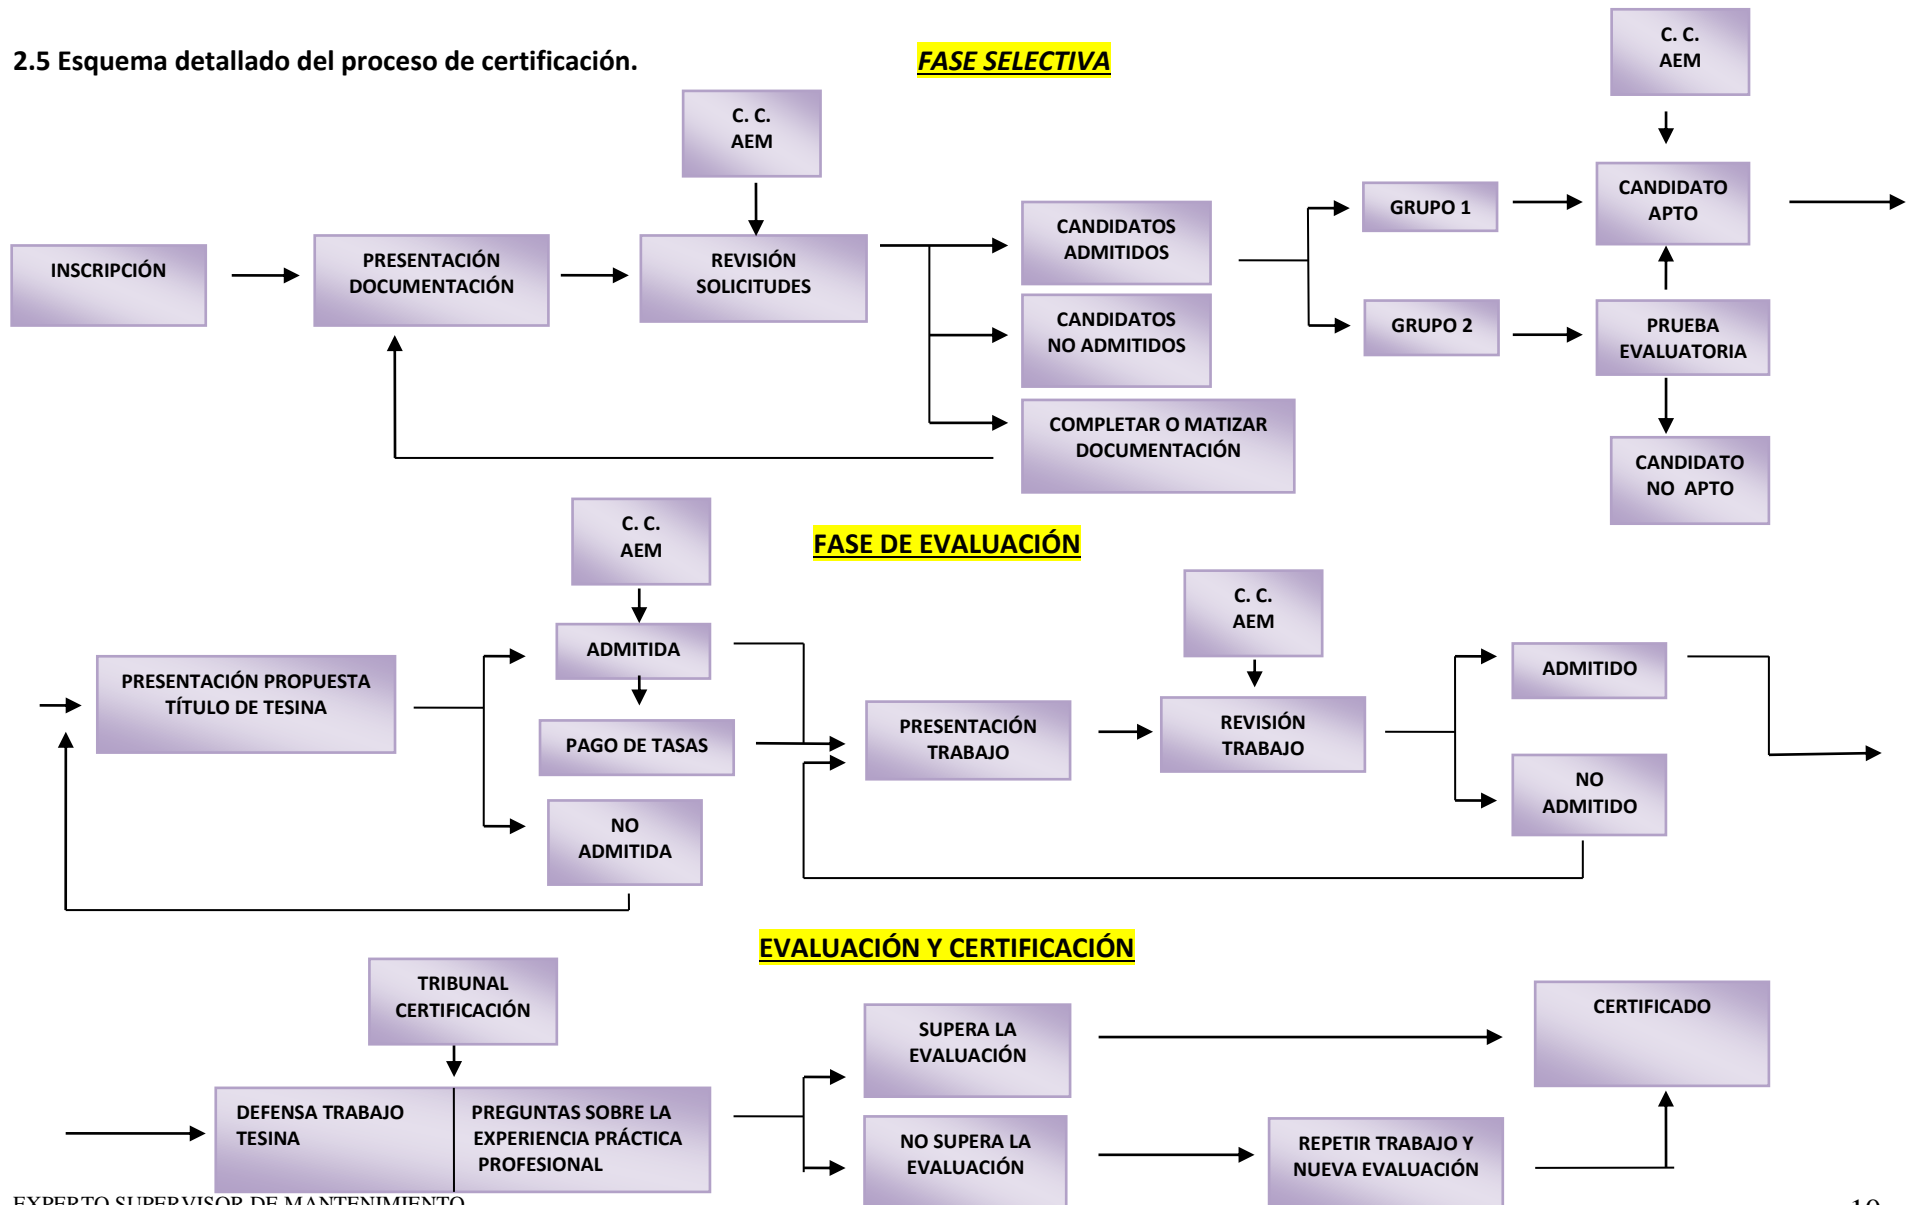 2.5 Esquema detallado del proceso de certificación.
FASE SELECTIVA
C. C.
AEM
C. C.
AEM
INSCRIPCIÓN
PRESENTACIÓN
DOCUMENTACIÓN
REVISIÓN
SOLICITUDES
CANDIDATOS
ADMITIDOS
CANDIDATOS
NO ADMITIDOS
COMPLETAR O MATIZAR
DOCUMENTACIÓN
GRUPO 1
GRUPO 2
CANDIDATO
APTO
PRUEBA
EVALUATORIA
CANDIDATO
NO APTO
FASE DE EVALUACIÓN
C. C.
AEM
PRESENTACIÓN PROPUESTA
TÍTULO DE TESINA
ADMITIDA
PAGO DE TASAS
NO
ADMITIDA
PRESENTACIÓN
TRABAJO
C. C.
AEM
REVISIÓN
TRABAJO
ADMITIDO
NO
ADMITIDO
EVALUACIÓN Y CERTIFICACIÓN
TRIBUNAL
CERTIFICACIÓN
DEFENSA TRABAJO
TESINA
PREGUNTAS SOBRE LA
EXPERIENCIA PRÁCTICA
PROFESIONAL
SUPERA LA
EVALUACIÓN
NO SUPERA LA
EVALUACIÓN
REPETIR TRABAJO Y
NUEVA EVALUACIÓN
CERTIFICADO
EXPERTO SUPERVISOR DE MANTENIMIENTO